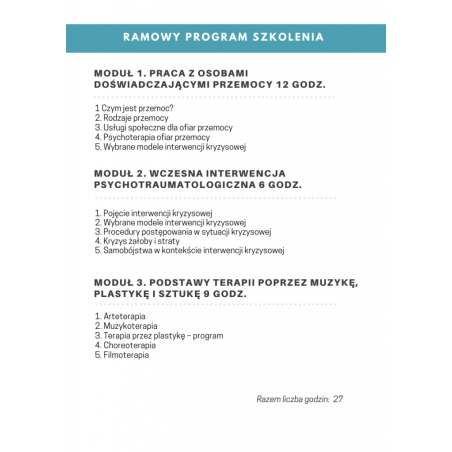 RAMOWY PROGRAM SZKOLENIA
MODUŁ 1. PRACA Z OSOBAMI
DOŚWIADCZAJĄCYMI PRZEMOCY 12 GODZ.
1 Czym jest przemoc?
2. Rodzaje przemocy
3. Usługi społeczne dla ofiar przemocy
4. Psychoterapia ofiar przemocy
5. Wybrane modele interwencji kryzysowej
MODUŁ 2. WCZESNA INTERWENCJA
PSYCHOTRAUMATOLOGICZNA 6 GODZ.
1. Pojęcie interwencji kryzysowej
2. Wybrane modele interwencji kryzysowej
3. Procedury postępowania w sytuacji kryzysowej
4. Kryzys żałoby i straty
5. Samobójstwa w kontekście interwencji kryzysowej
MODUŁ 3. PODSTAWY TERAPII POPRZEZ MUZYKĘ,
PLASTYKĘ I SZTUKĘ 9 GODZ.
1. Arteterapia
2. Muzykoterapia
3. Terapia przez plastykę – program
4. Choreoterapia
5. Filmoterapia
Razem liczba godzin: 27